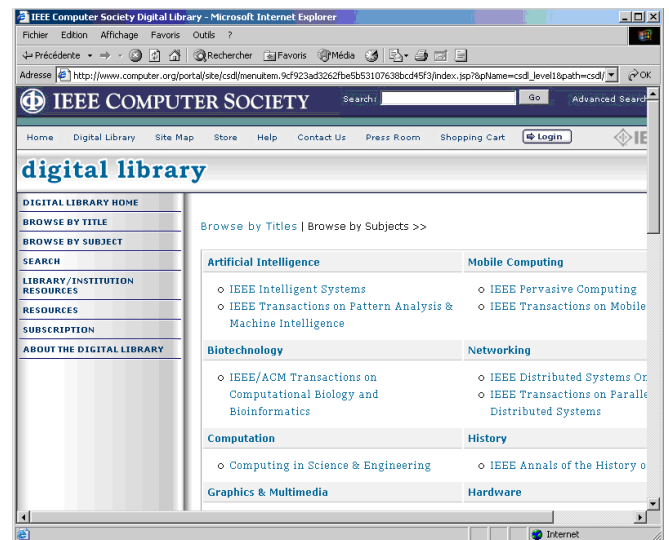 IEEE Computer Society Digital Library - Microsoft Internet Explorer
Fichier Edition Affichage Favoris Outils ?
Précédente Rechercher Favoris Média
Adresse http://www.computer.org/portal/site/csdl/menuitem.9cf923ad3262fbe5b53107638bcd45f3/index.jsp?&pName=csdl_level1&path=csdl/ OK
IEEE COMPUTER SOCIETY Search: Go Advanced Search
Home Digital Library Site Map Store Help Contact Us Press Room Shopping Cart Login IE
digital library
DIGITAL LIBRARY HOME
BROWSE BY TITLE
BROWSE BY SUBJECT
SEARCH
LIBRARY/INSTITUTION
RESOURCES
RESOURCES
SUBSCRIPTION
ABOUT THE DIGITAL LIBRARY
Browse by Titles | Browse by Subjects >>
Artificial Intelligence
IEEE Intelligent Systems
IEEE Transactions on Pattern Analysis &
Machine Intelligence
Mobile Computing
IEEE Pervasive Computing
IEEE Transactions on Mobile
Biotechnology
IEEE/ACM Transactions on
Computational Biology and
Bioinformatics
Networking
IEEE Distributed Systems On
IEEE Transactions on Paralle
Distributed Systems
Computation
Computing in Science & Engineering
History
IEEE Annals of the History o
Graphics & Multimedia
Hardware
Internet